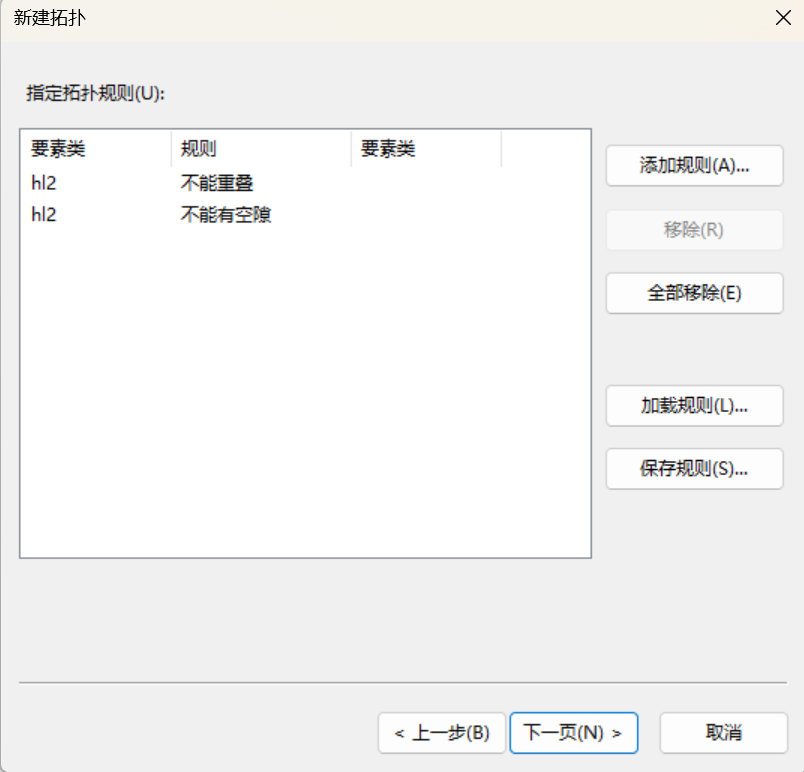 新建拓扑
指定拓扑规则(U):
要素类 规则 要素类
hl2 不能重叠
hl2 不能有空隙
添加规则(A)...
移除(R)
全部移除(E)
加载规则(L)...
保存规则(S)...
< 上一步(B) 下一页(N) > 取消